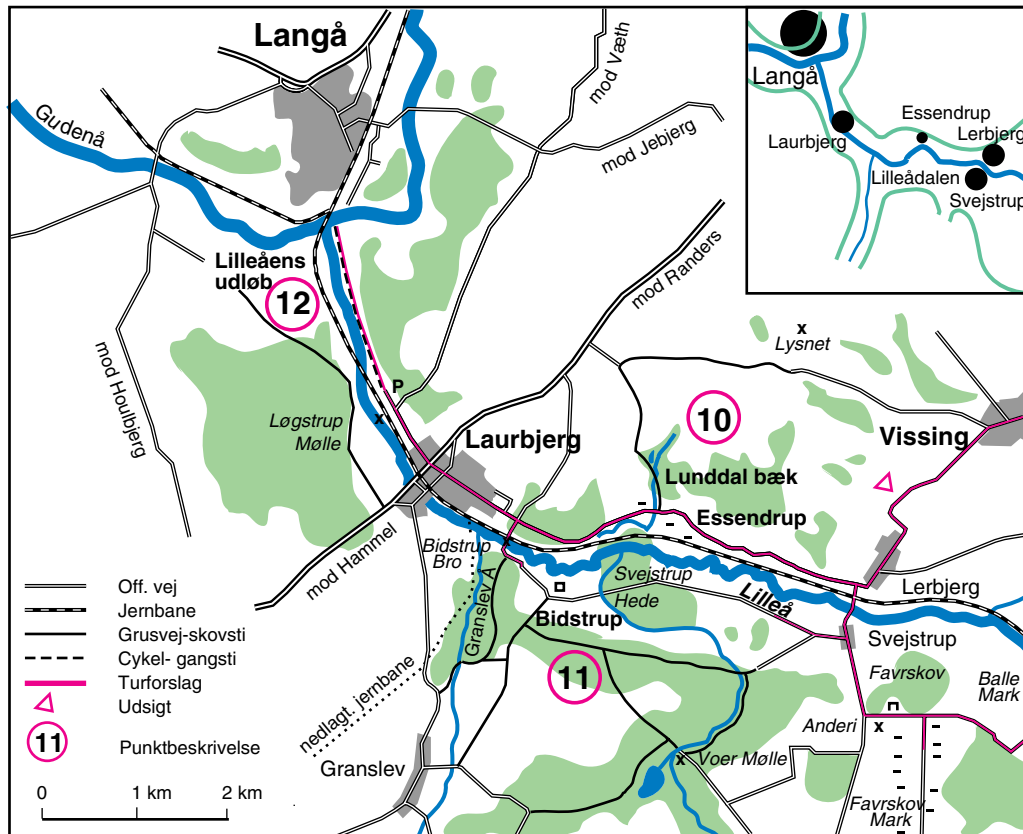 Langå
Gudenå
mod Væth
mod Jebjerg
mod Randers
Lilleåens
udløb
12
mod Houlbjerg
P
x
Løgstrup
Mølle
Laurbjerg
mod Hammel
x
Lysnet
10
Vissing
Lunddal bæk
Essendrup
Bidstrup
Bro
x
Granslev Å
Svejstrup
Hede
Lilleå
Lerbjerg
Bidstrup
Svejstrup
11
Favrskov
Balle
Mark
nedlagt. jernbane
Anderi
x
x
Voer Mølle
Granslev
Favrskov
Mark
Langå
Essendrup
Laurbjerg
Lerbjerg
Lilleådalen
Svejstrup
Off. vej
Jernbane
Grusvej-skovsti
Cykel- gangsti
Turforslag
Udsigt
11 Punktbeskrivelse
0 1 km 2 km